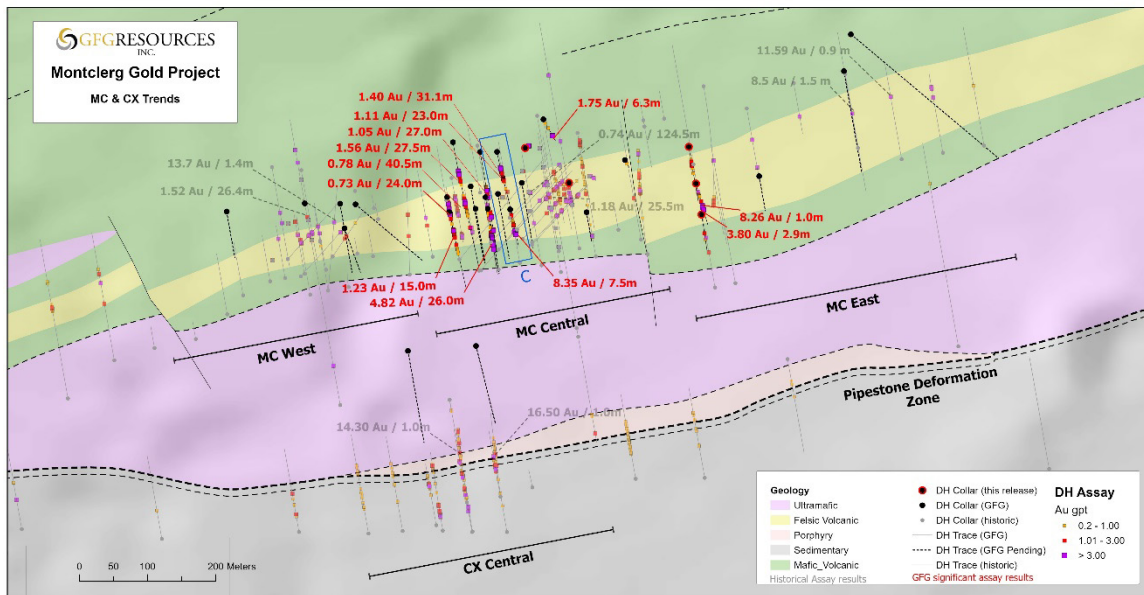 GFGRESOURCES
INC.
Montclerg Gold Project
MC & CX Trends
11.59 Au / 0.9 m
8.5 Au / 1.5 m
1.40 Au / 31.1m
1.11 Au / 23.0m
1.05 Au / 27.0m
1.56 Au / 27.5m
0.78 Au / 40.5m
0.73 Au / 24.0m
1.75 Au / 6.3m
0.74 Au / 124.5m
13.7 Au / 1.4m
1.52 Au / 26.4m
1.18 Au / 25.5m
8.26 Au / 1.0m
3.80 Au / 2.9m
1.23 Au / 15.0m
4.82 Au / 26.0m
C
8.35 Au / 7.5m
MC West
MC Central
MC East
Pipestone Deformation
Zone
14.30 Au / 1.0m
16.50 Au / 1.0m
CX Central
0 50 100 200 Meters
Geology
Ultramafic
Felsic Volcanic
Porphyry
Sedimentary
Mafic_Volcanic
Historical Assay results
DH Collar (this release)
DH Collar (GFG)
DH Collar (historic)
DH Trace (GFG)
DH Trace (GFG Pending)
DH Trace (historic)
GFG significant assay results
DH Assay
Au gpt
0.2 - 1.00
1.01 - 3.00
> 3.00